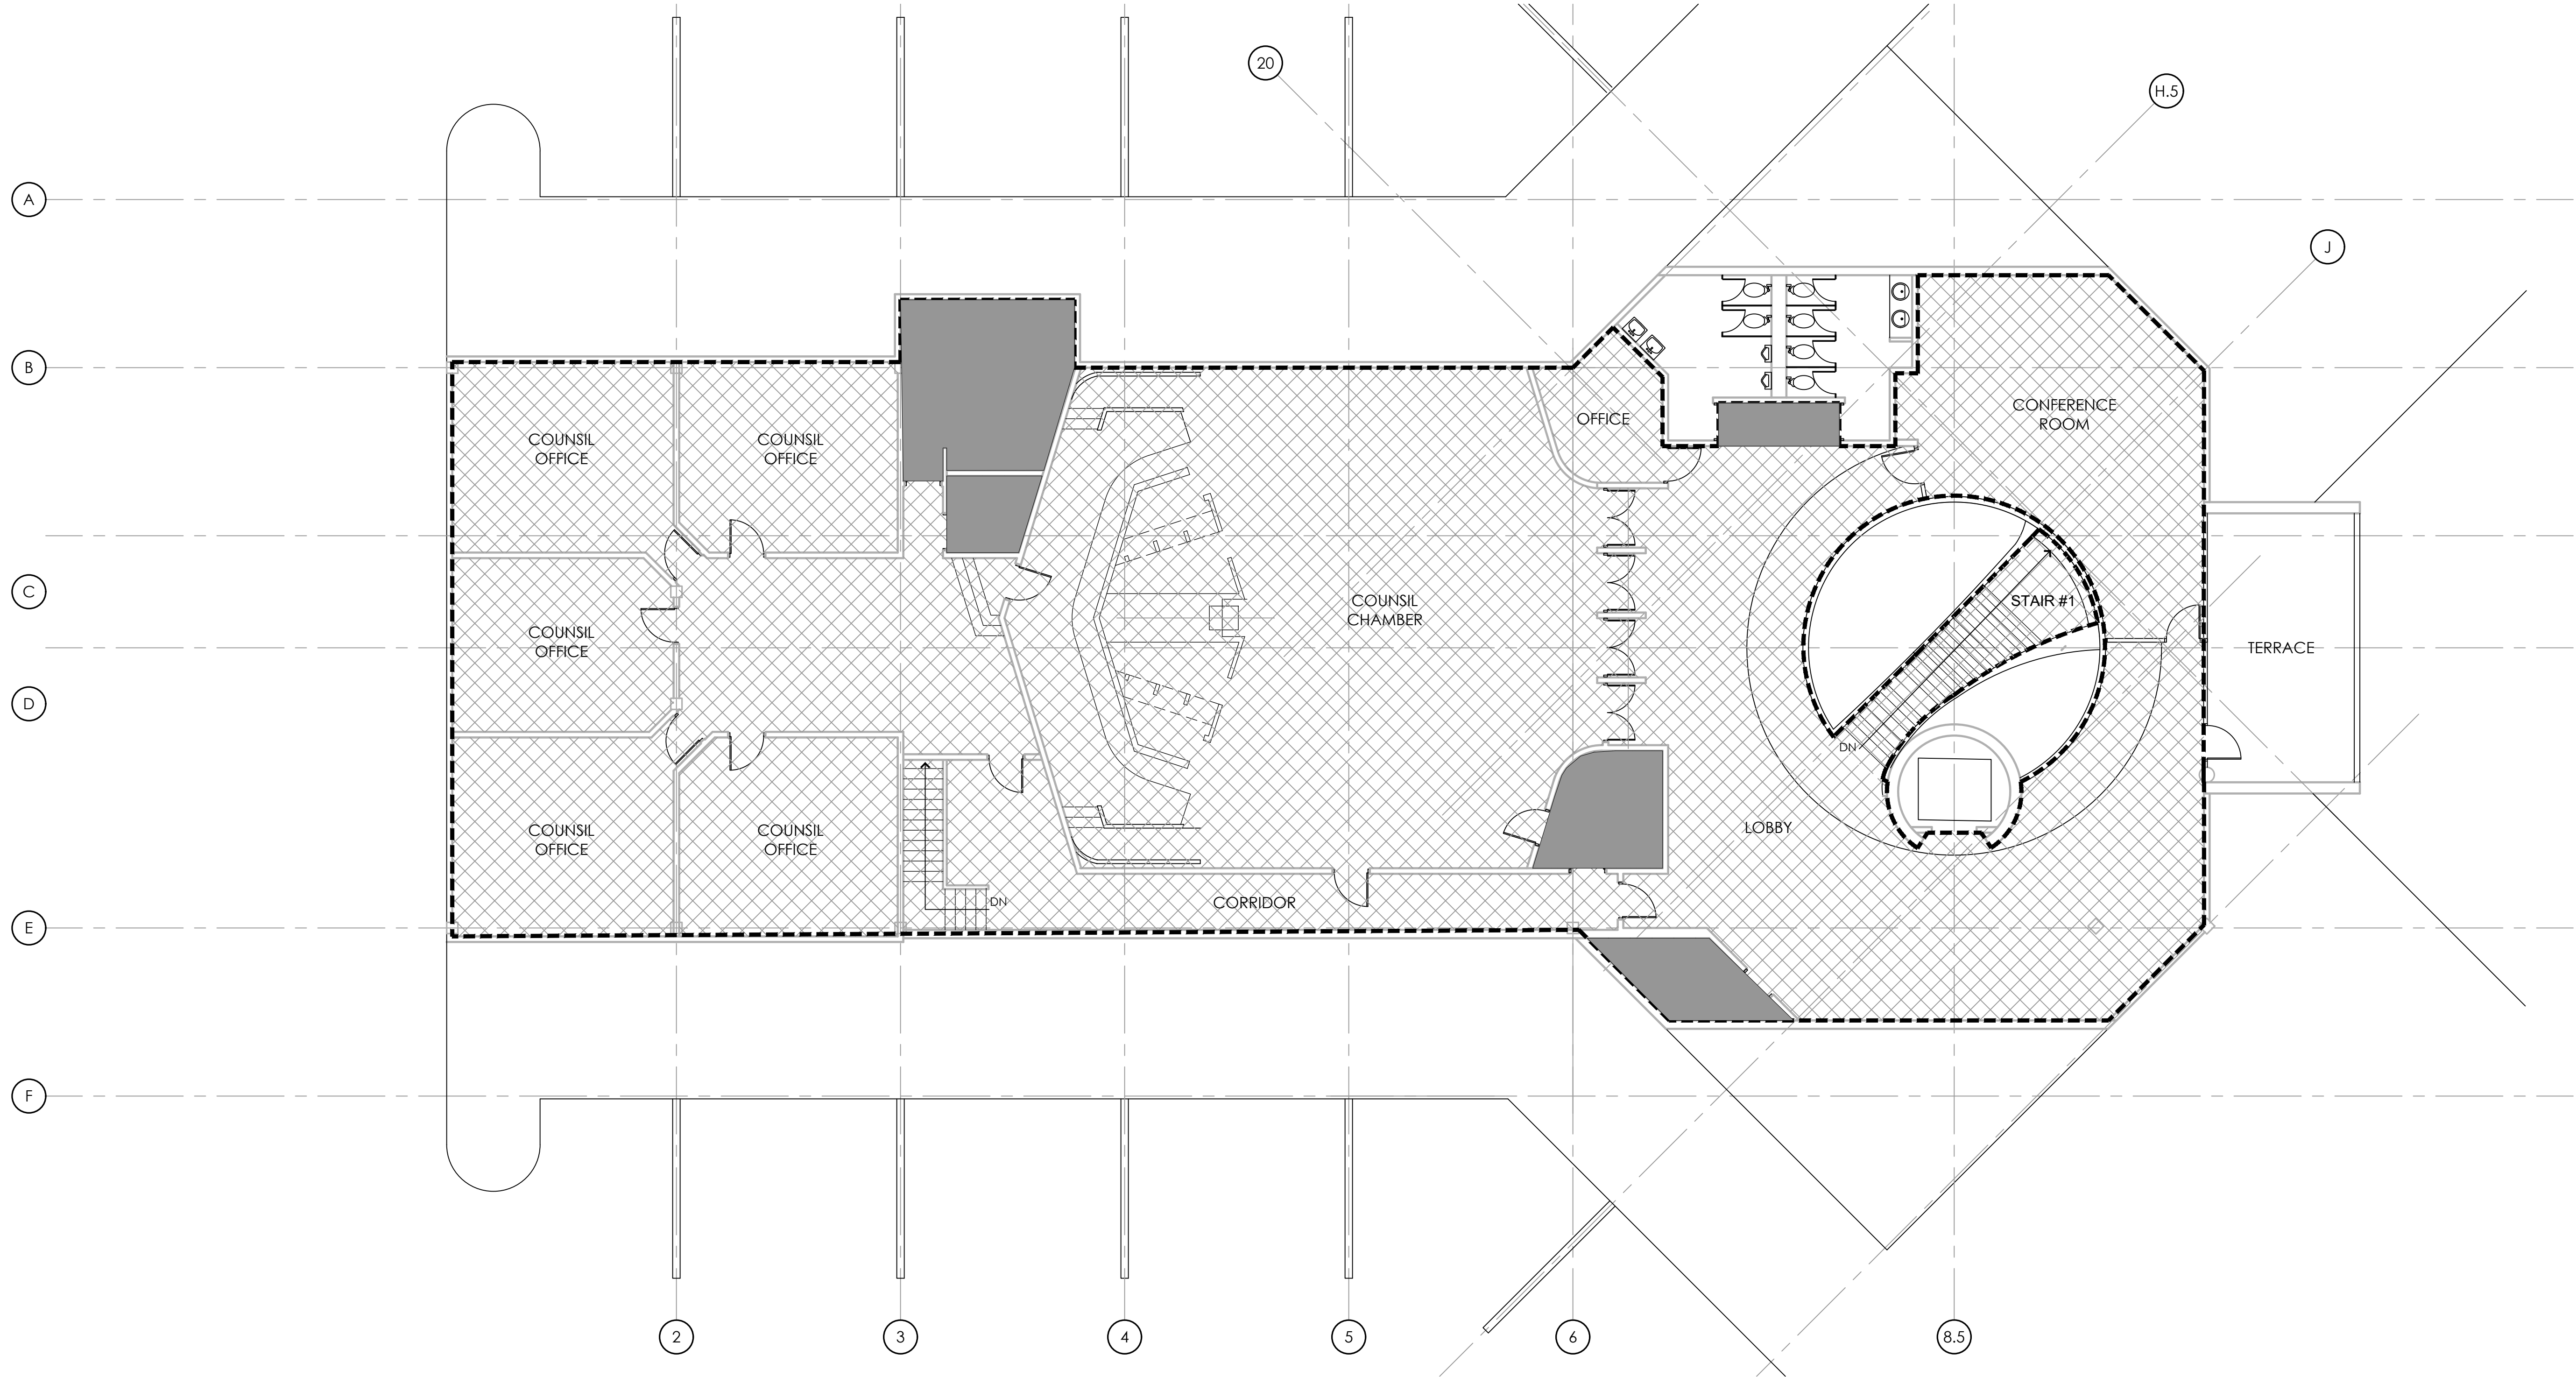 20
H.5
A
J
B
CONFERENCE
ROOM
OFFICE
COUNSIL
OFFICE
COUNSIL
OFFICE
C
STAIR #1
COUNSIL
CHAMBER
COUNSIL
OFFICE
TERRACE
D
DN
LOBBY
COUNSIL
OFFICE
COUNSIL
OFFICE
DN
CORRIDOR
E
F
2
3
4
5
6
8.5